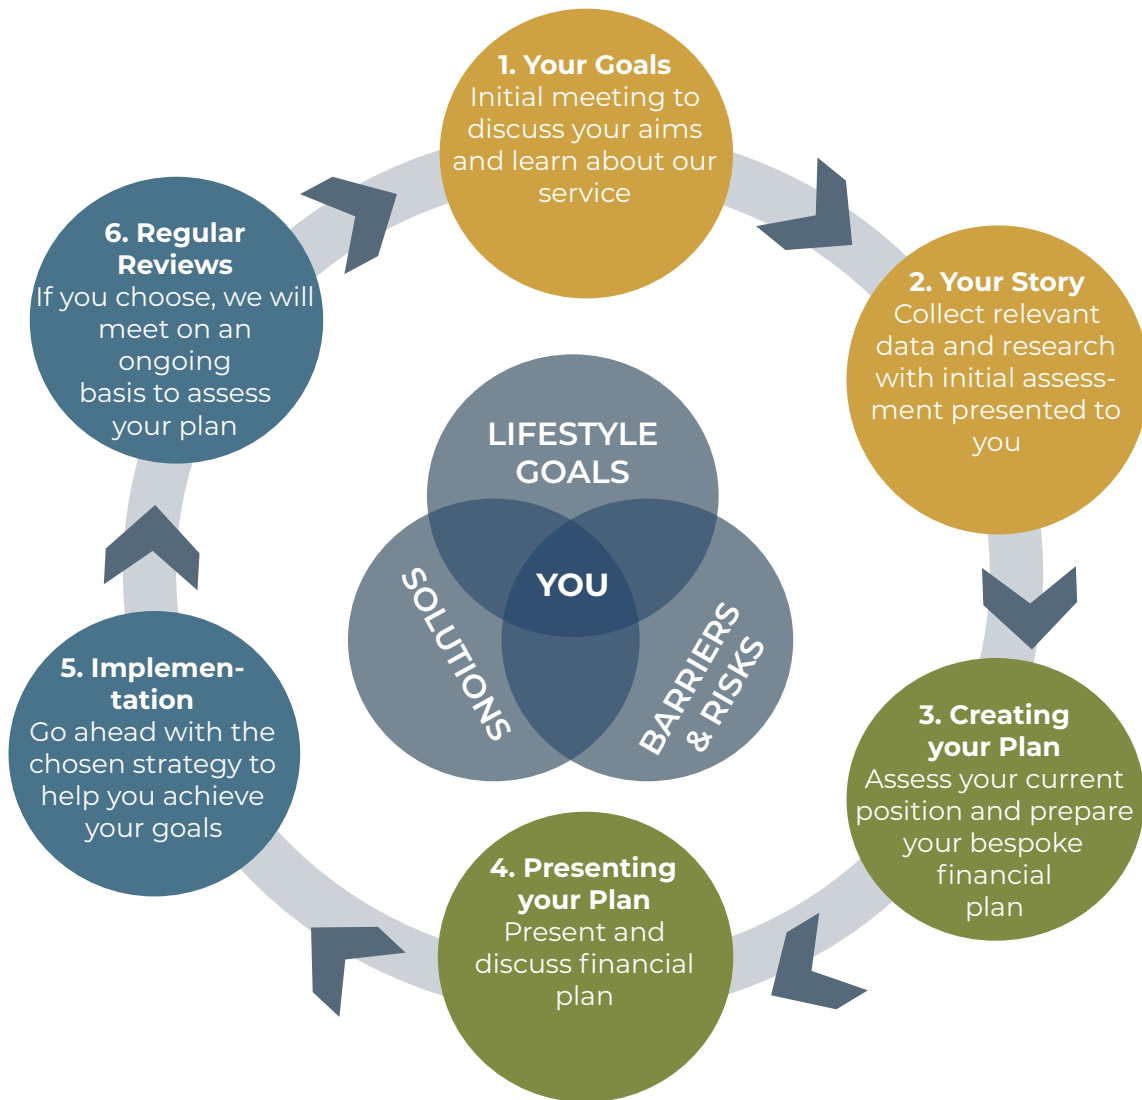 1. Your Goals
Initial meeting to
discuss your aims
and learn about our
service
2. Your Story
Collect relevant
data and research
with initial assess-
ment presented to
you
3. Creating
your Plan
Assess your current
position and prepare
your bespoke
financial
plan
4. Presenting
your Plan
Present and
discuss financial
plan
5. Implemen-
tation
Go ahead with the
chosen strategy to
help you achieve
your goals
6. Regular
Reviews
If you choose, we will
meet on an
ongoing
basis to assess
your plan
LIFESTYLE
GOALS
YOU
SOLUTIONS
BARRIERS
& RISKS